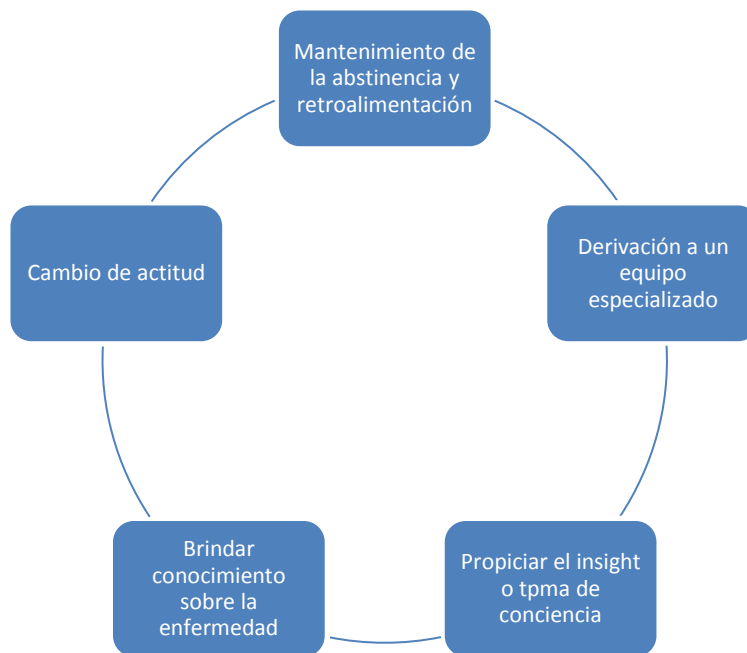 Mantenimiento de
la abstinencia y
retroalimentación
Derivación a un
equipo
especializado
Propiciar el insight
o tpma de
conciencia
Brindar
conocimiento
sobre la
enfermedad
Cambio de actitud